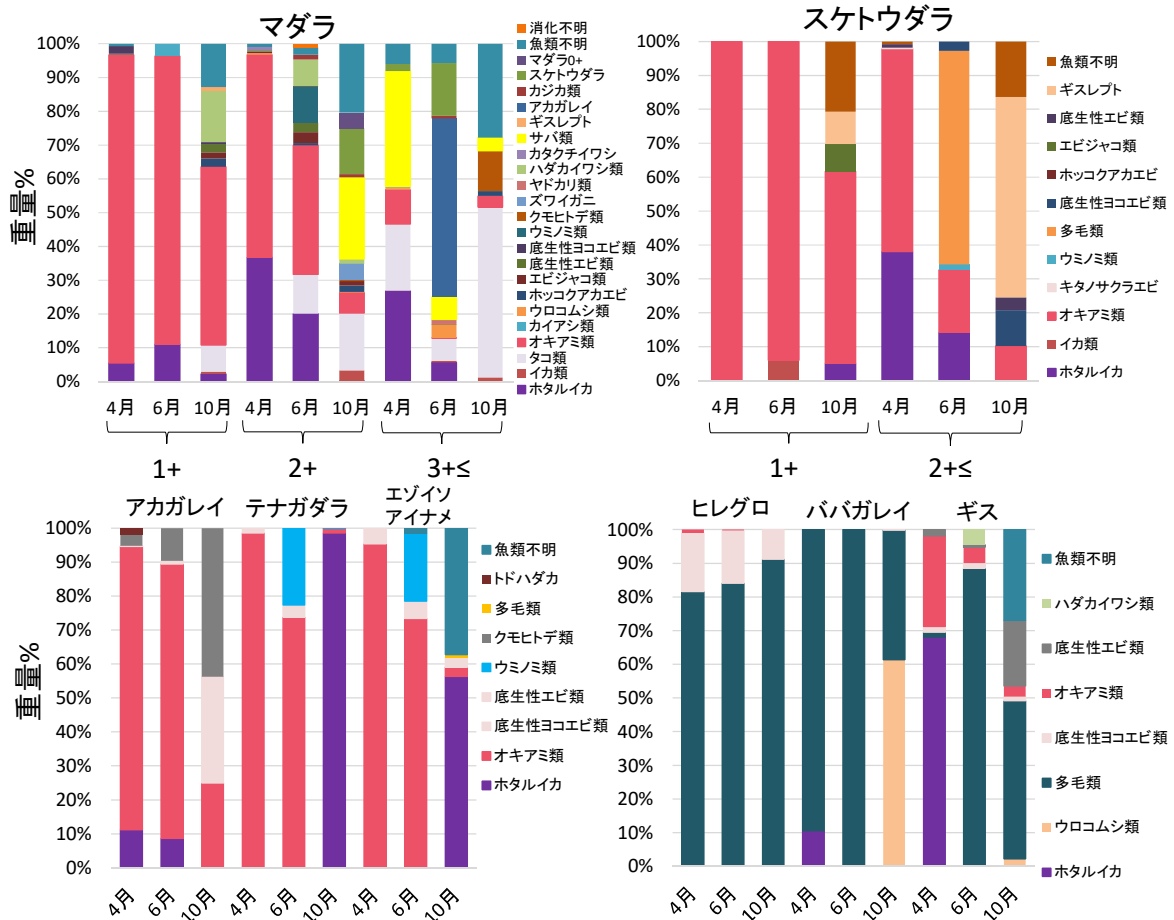 マダラ
重量%
100%
90%
80%
70%
60%
50%
40%
30%
20%
10%
0%
4月 6月 10月 4月 6月 10月 4月 6月 10月
1+ 2+ 3+≤
消化不明
魚類不明
マダラ0+
スケトウダラ
カジカ類
アカガレイ
ギスレプト
サバ類
カタクチイワシ
ハダカイワシ類
ヤドカリ類
ズワイガニ
クモヒトデ類
ウミノミ類
底生性ヨコエビ類
底生性エビ類
エビジャコ類
ホッコクアカエビ
ウロコムシ類
カイアシ類
オキアミ類
タコ類
イカ類
ホタルイカ
スケトウダラ
100%
90%
80%
70%
60%
50%
40%
30%
20%
10%
0%
4月 6月 10月 4月 6月 10月
1+ 2+≤
魚類不明
ギスレプト
底生性エビ類
エビジャコ類
ホッコクアカエビ
底生性ヨコエビ類
多毛類
ウミノミ類
キタノサクラエビ
オキアミ類
イカ類
ホタルイカ
アカガレイ テナガダラ エゾイソ
アイナメ
重量%
100%
90%
80%
70%
60%
50%
40%
30%
20%
10%
0%
4月 6月 10月 4月 6月 10月 4月 6月 10月
魚類不明
トドハダカ
多毛類
クモヒトデ類
ウミノミ類
底生性エビ類
底生性ヨコエビ類
オキアミ類
ホタルイカ
ヒレグロ ババガレイ ギス
100%
90%
80%
70%
60%
50%
40%
30%
20%
10%
0%
4月 6月 10月 4月 6月 10月 4月 6月 10月
魚類不明
ハダカイワシ類
底生性エビ類
オキアミ類
底生性ヨコエビ類
多毛類
ウロコムシ類
ホタルイカ